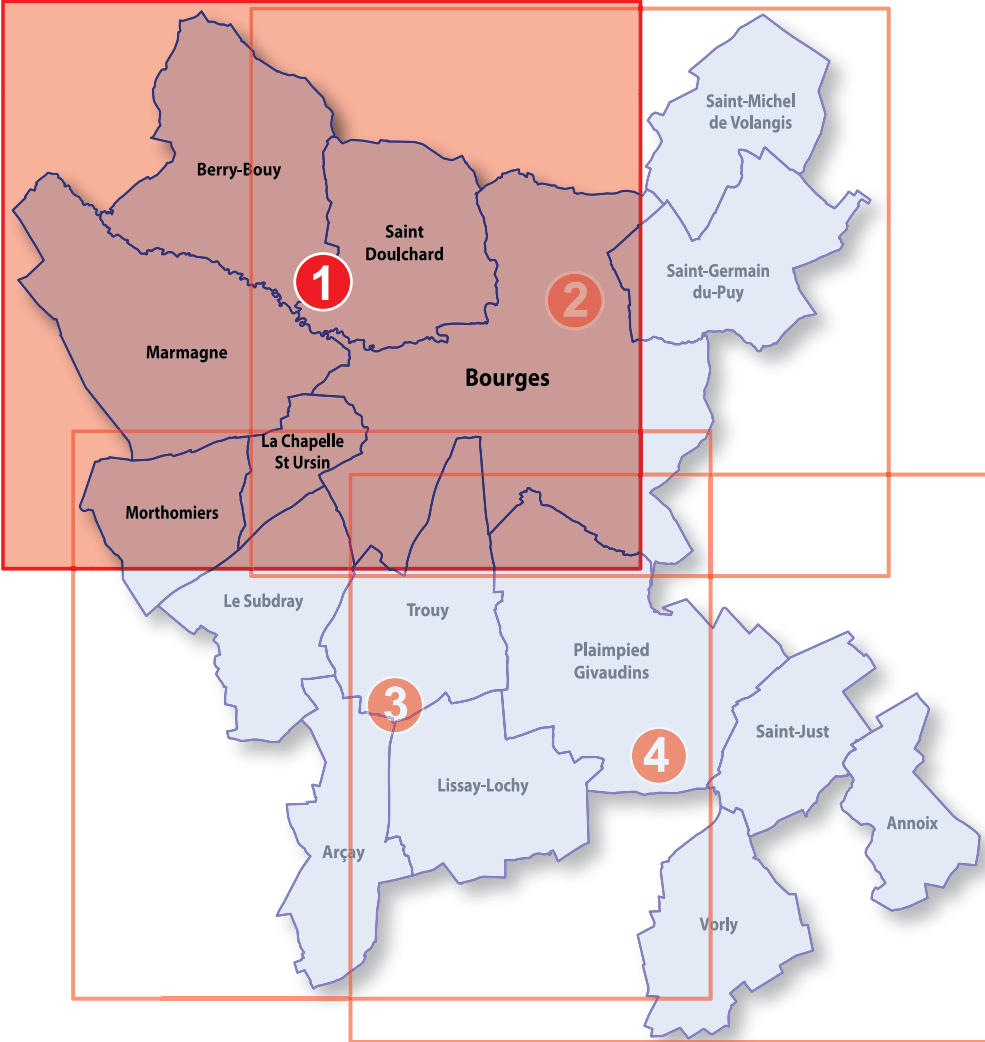 Saint-Michel
de Volangis
Berry-Bouy
Saint
Doulchard
Saint-Germain
du-Puy
1
2
Marmagne
Bourges
La Chapelle
St Ursin
Morthomiers
Le Subdray
Trouy
Plaimpied
Givaudins
3
Saint-Just
4
Lissay-Lochy
Annoix
Arçay
Vorly